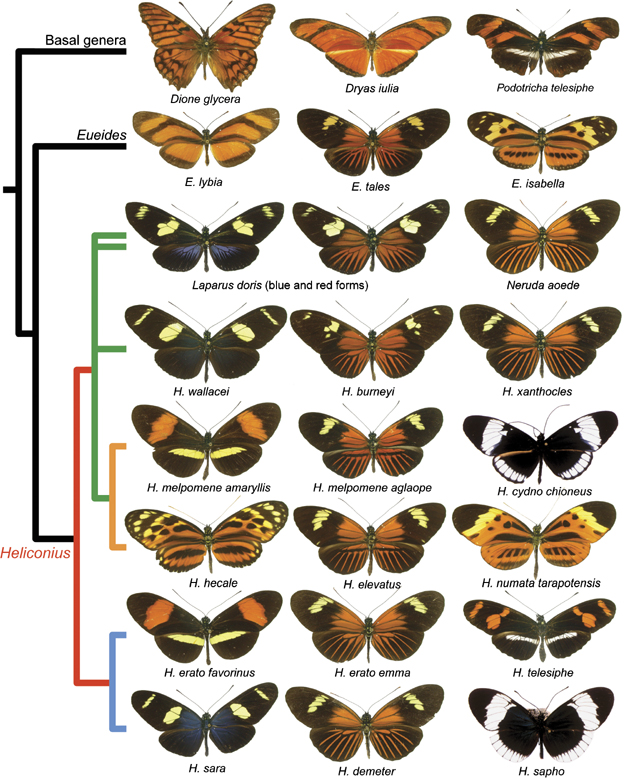 Basal genera
Dione glycera
Dryas iulia
Podotricha telesiphe
Eueides
E. lybia
E. tales
E. isabella
Laparus doris (blue and red forms)
Neruda aoede
H. wallacei
H. burneyi
H. xanthocles
H. melpomene amaryllis
H. melpomene aglaope
H. cydno chioneus
Heliconius
H. hecale
H. elevatus
H. numata tarapotensis
H. erato favorinus
H. erato emma
H. telesiphe
H. sara
H. demeter
H. sapho